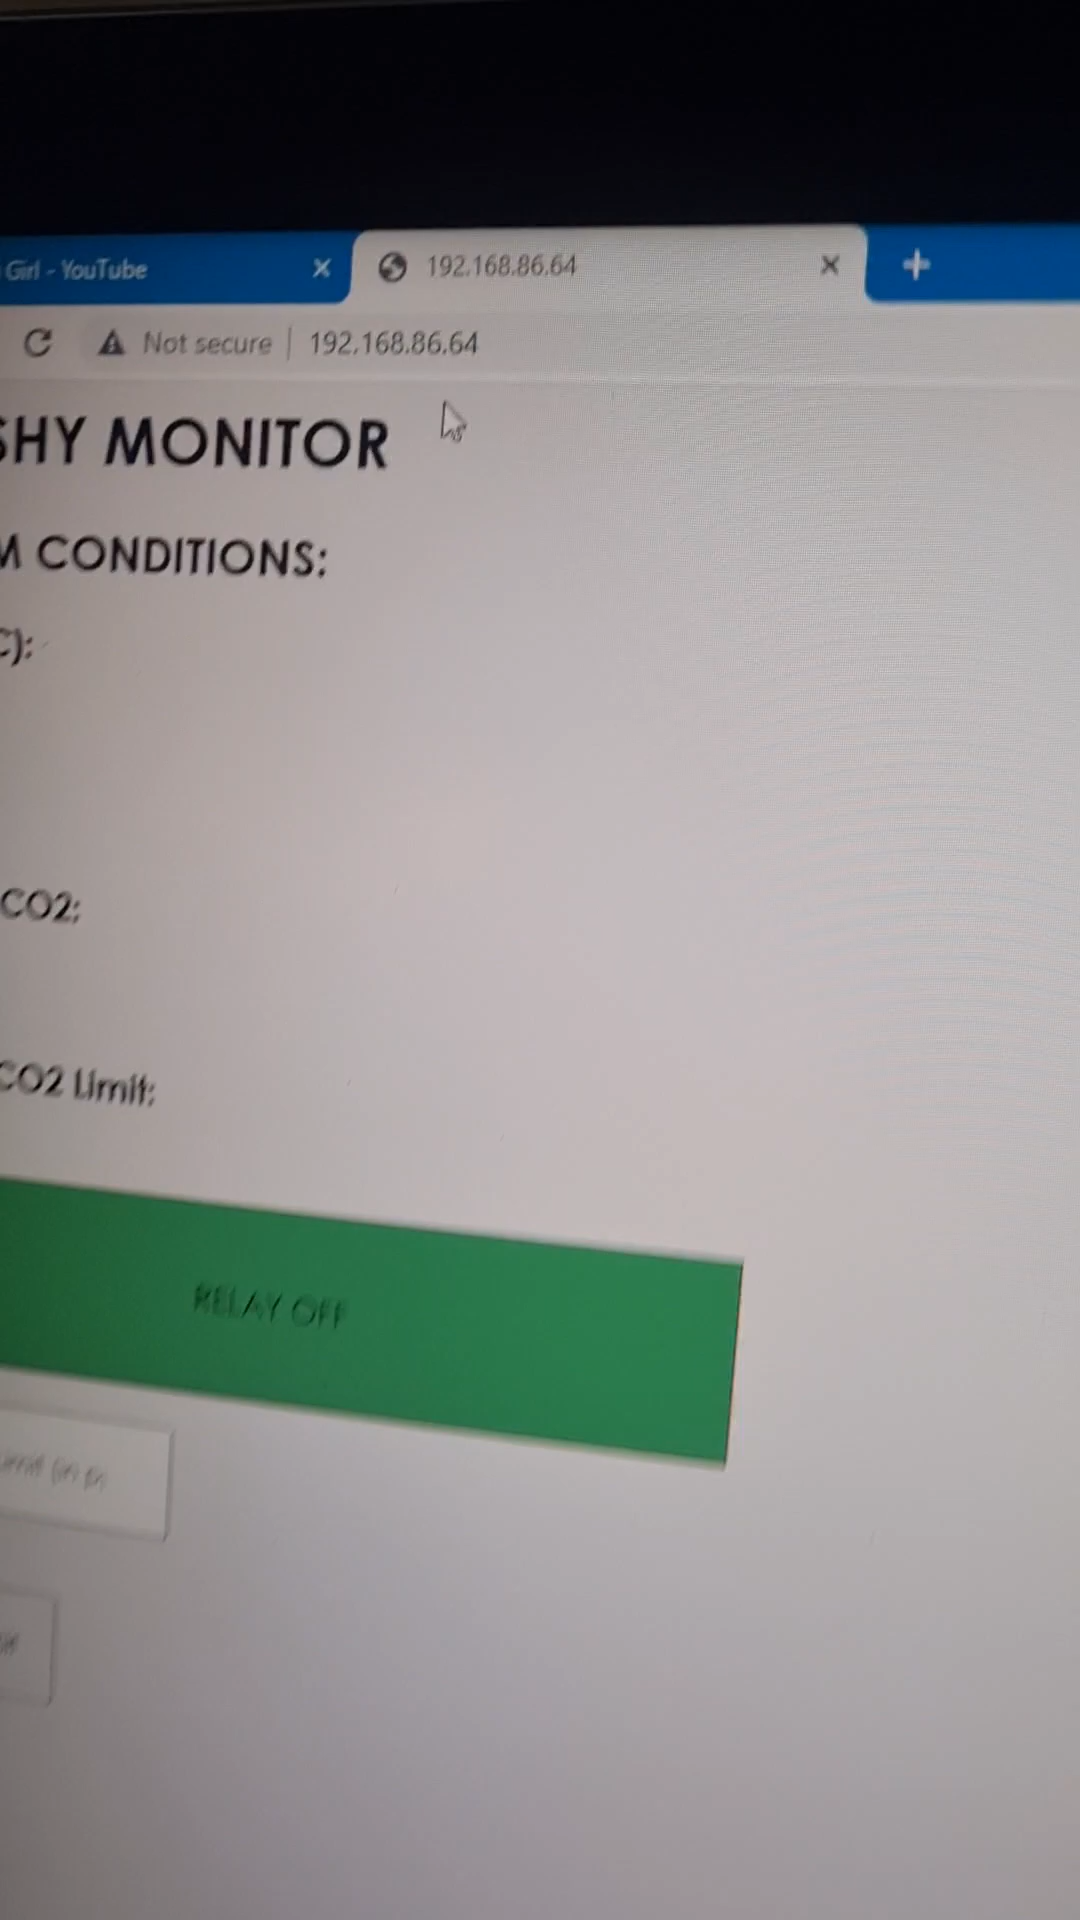 Girl - YouTube
192.168.86.64
Not secure | 192.168.86.64
SHY MONITOR
M CONDITIONS:
C):
CO2:
CO2 Limit:
RELAY OFF